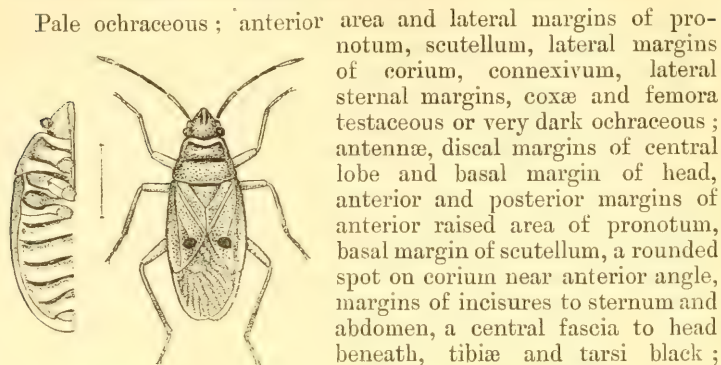 Pale ochraceous ; anterior area and lateral margins of pro-
notum, scutellum, lateral margins
of corium, connexivum, lateral
sternal margins, coxæ and femora
testaceous or very dark ochraceous ;
antennæ, discal margins of central
lobe and basal margin of head,
anterior and posterior margins of
anterior raised area of pronotum,
basal margin of scutellum, a rounded
spot on corium near anterior angle,
margins of incisures to sternum and
abdomen, a central fascia to head
beneath, tibiæ and tarsi black ;